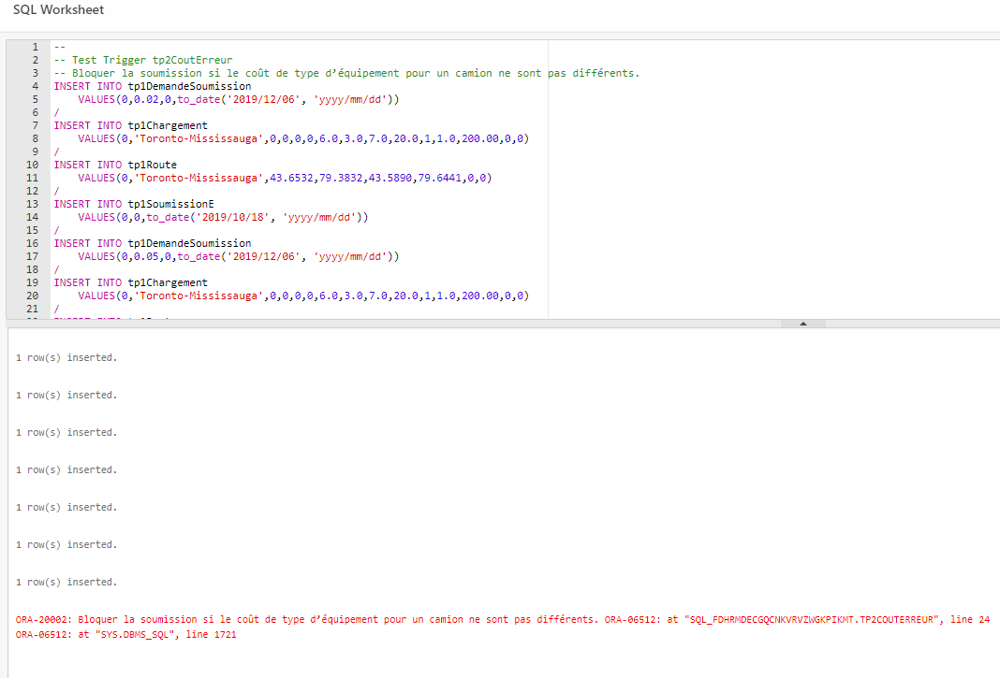 SQL Worksheet
1 --
2 -- Test Trigger tp2CoutErreur
3 -- Bloquer la soumission si le coût de type d’équipement pour un camion ne sont pas différents.
4 INSERT INTO tp1DemandeSoumission
5 VALUES(0,0.02,0,to_date('2019/12/06', 'yyyy/mm/dd'))
6 /
7 INSERT INTO tp1Chargement
8 VALUES(0,'Toronto-Mississauga',0,0,0,0,6.0,3.0,7.0,20.0,1,1.0,200.00,0,0)
9 /
10 INSERT INTO tp1Route
11 VALUES(0,'Toronto-Mississauga',43.6532,79.3832,43.5890,79.6441,0,0)
12 /
13 INSERT INTO tp1SoumissionE
14 VALUES(0,0,to_date('2019/10/18', 'yyyy/mm/dd'))
15 /
16 INSERT INTO tp1DemandeSoumission
17 VALUES(0,0.05,0,to_date('2019/12/06', 'yyyy/mm/dd'))
18 /
19 INSERT INTO tp1Chargement
20 VALUES(0,'Toronto-Mississauga',0,0,0,0,6.0,3.0,7.0,20.0,1,1.0,200.00,0,0)
21 /
1 row(s) inserted.
1 row(s) inserted.
1 row(s) inserted.
1 row(s) inserted.
1 row(s) inserted.
1 row(s) inserted.
1 row(s) inserted.
ORA-20002: Bloquer la soumission si le coût de type d’équipement pour un camion ne sont pas différents. ORA-06512: at "SQL_FDHRMDECGQCNKVRVZWGKPIKMT.TP2COUTERREUR", line 24
ORA-06512: at "SYS.DBMS_SQL", line 1721